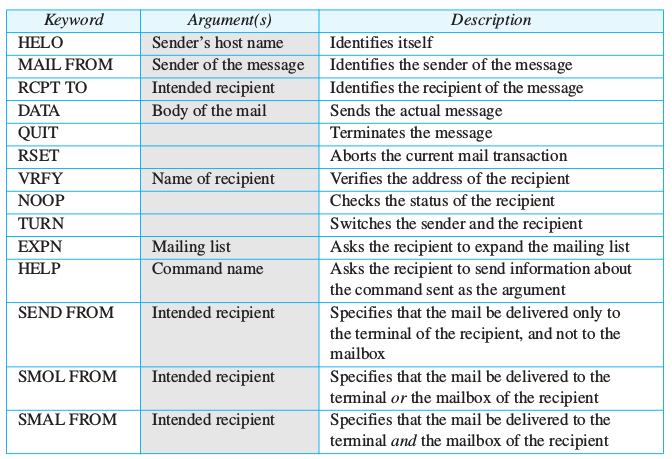 Keyword Argument(s) Description
HELO Sender’s host name Identifies itself
MAIL FROM Sender of the message Identifies the sender of the message
RCPT TO Intended recipient Identifies the recipient of the message
DATA Body of the mail Sends the actual message
QUIT Terminates the message
RSET Aborts the current mail transaction
VRFY Name of recipient Verifies the address of the recipient
NOOP Checks the status of the recipient
TURN Switches the sender and the recipient
EXPN Mailing list Asks the recipient to expand the mailing list
HELP Command name Asks the recipient to send information about
the command sent as the argument
SEND FROM Intended recipient Specifies that the mail be delivered only to
the terminal of the recipient, and not to the
mailbox
SMOL FROM Intended recipient Specifies that the mail be delivered to the
terminal or the mailbox of the recipient
SMAL FROM Intended recipient Specifies that the mail be delivered to the
terminal and the mailbox of the recipient